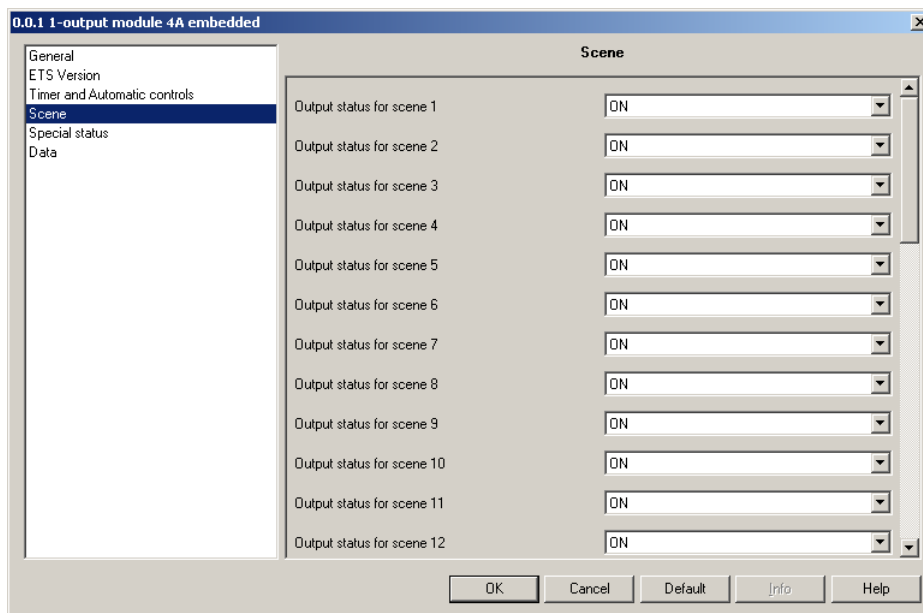 0.0.1 1-output module 4A embedded
General
ETS Version
Timer and Automatic controls
Scene
Special status
Data
Scene
Output status for scene 1 ON
Output status for scene 2 ON
Output status for scene 3 ON
Output status for scene 4 ON
Output status for scene 5 ON
Output status for scene 6 ON
Output status for scene 7 ON
Output status for scene 8 ON
Output status for scene 9 ON
Output status for scene 10 ON
Output status for scene 11 ON
Output status for scene 12 ON
OK Cancel Default Info Help